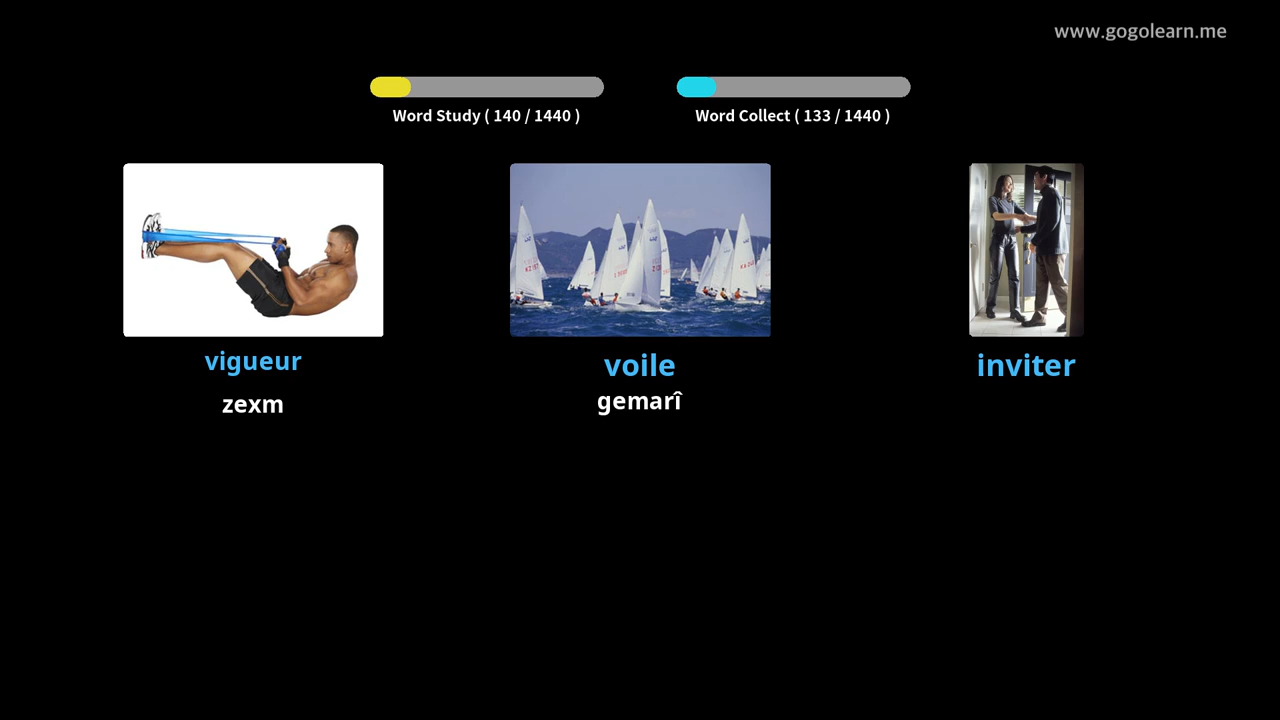 www.gogolearn.me
Word Study ( 140 / 1440 )
Word Collect ( 133 / 1440 )
vigueur
voile
inviter
zexm
gemarî